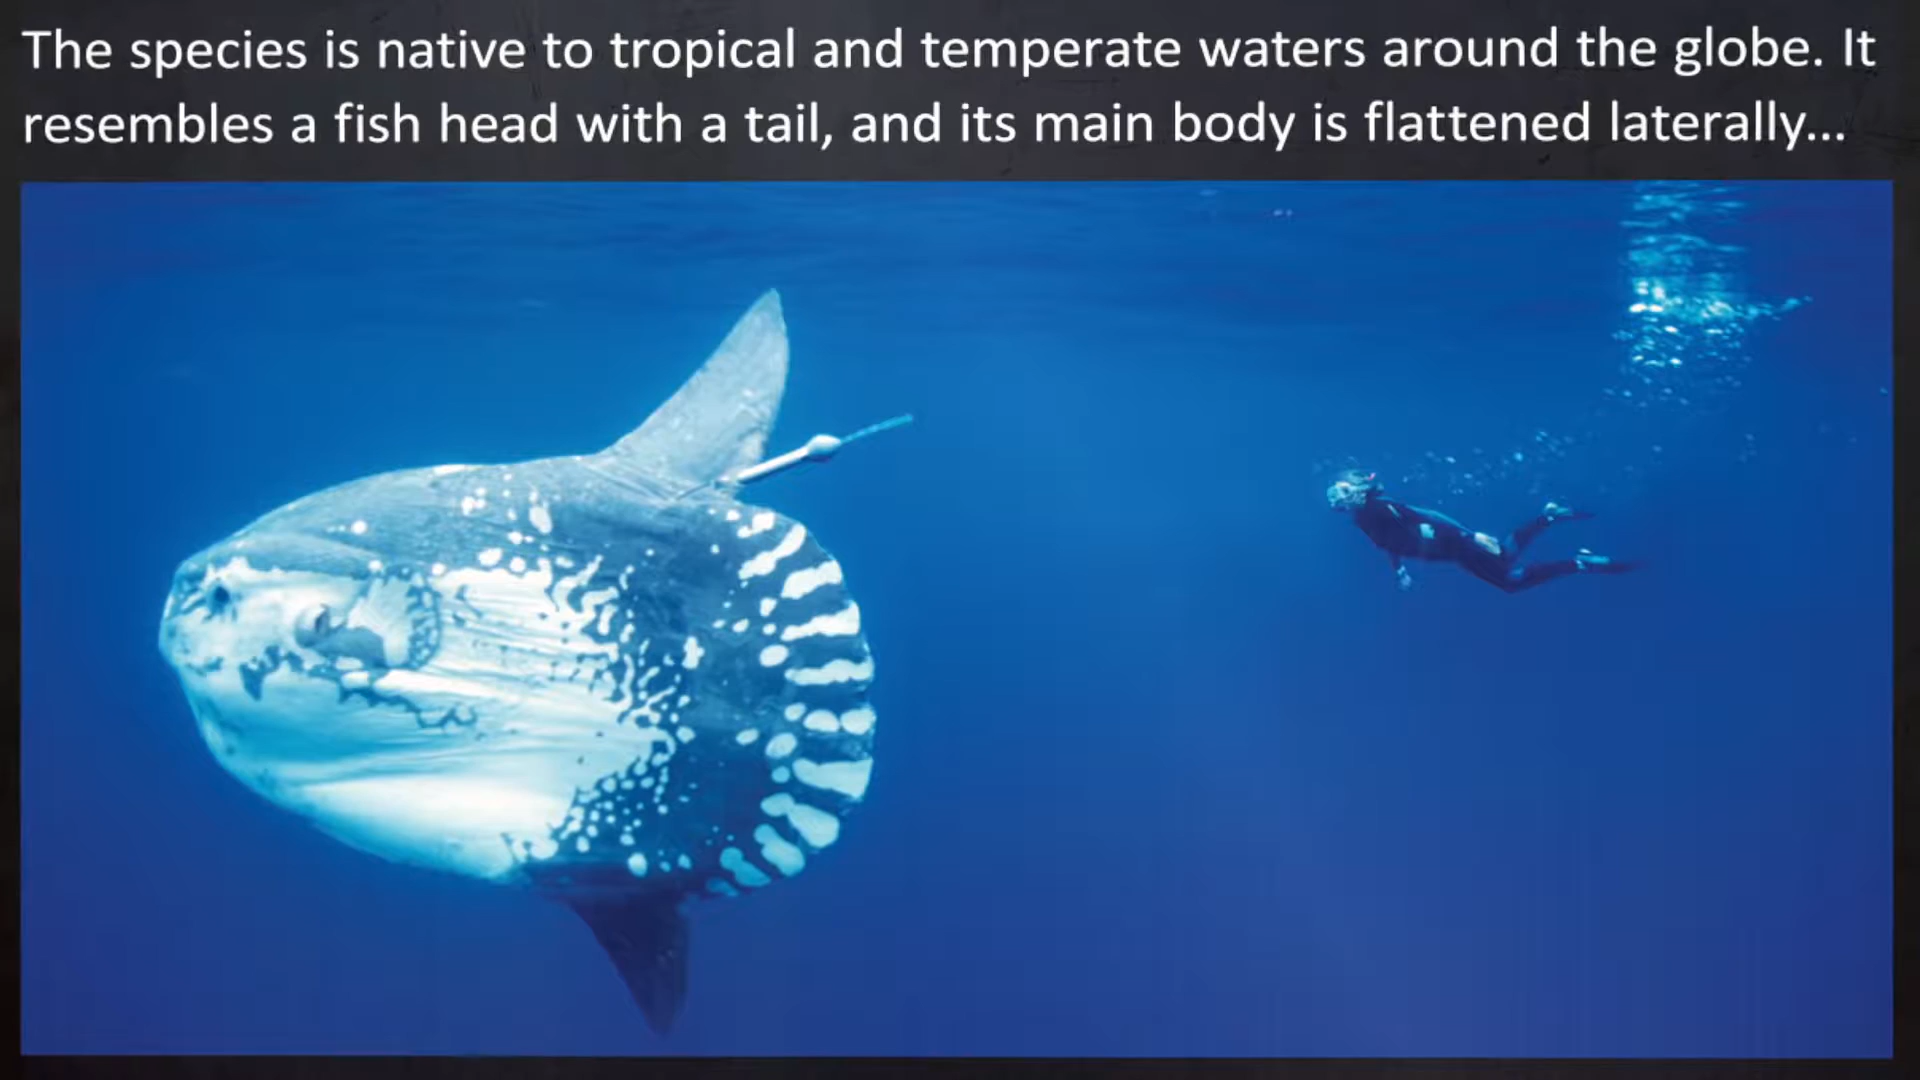 The species is native to tropical and temperate waters around the globe. It
resembles a fish head with a tail, and its main body is flattened laterally...